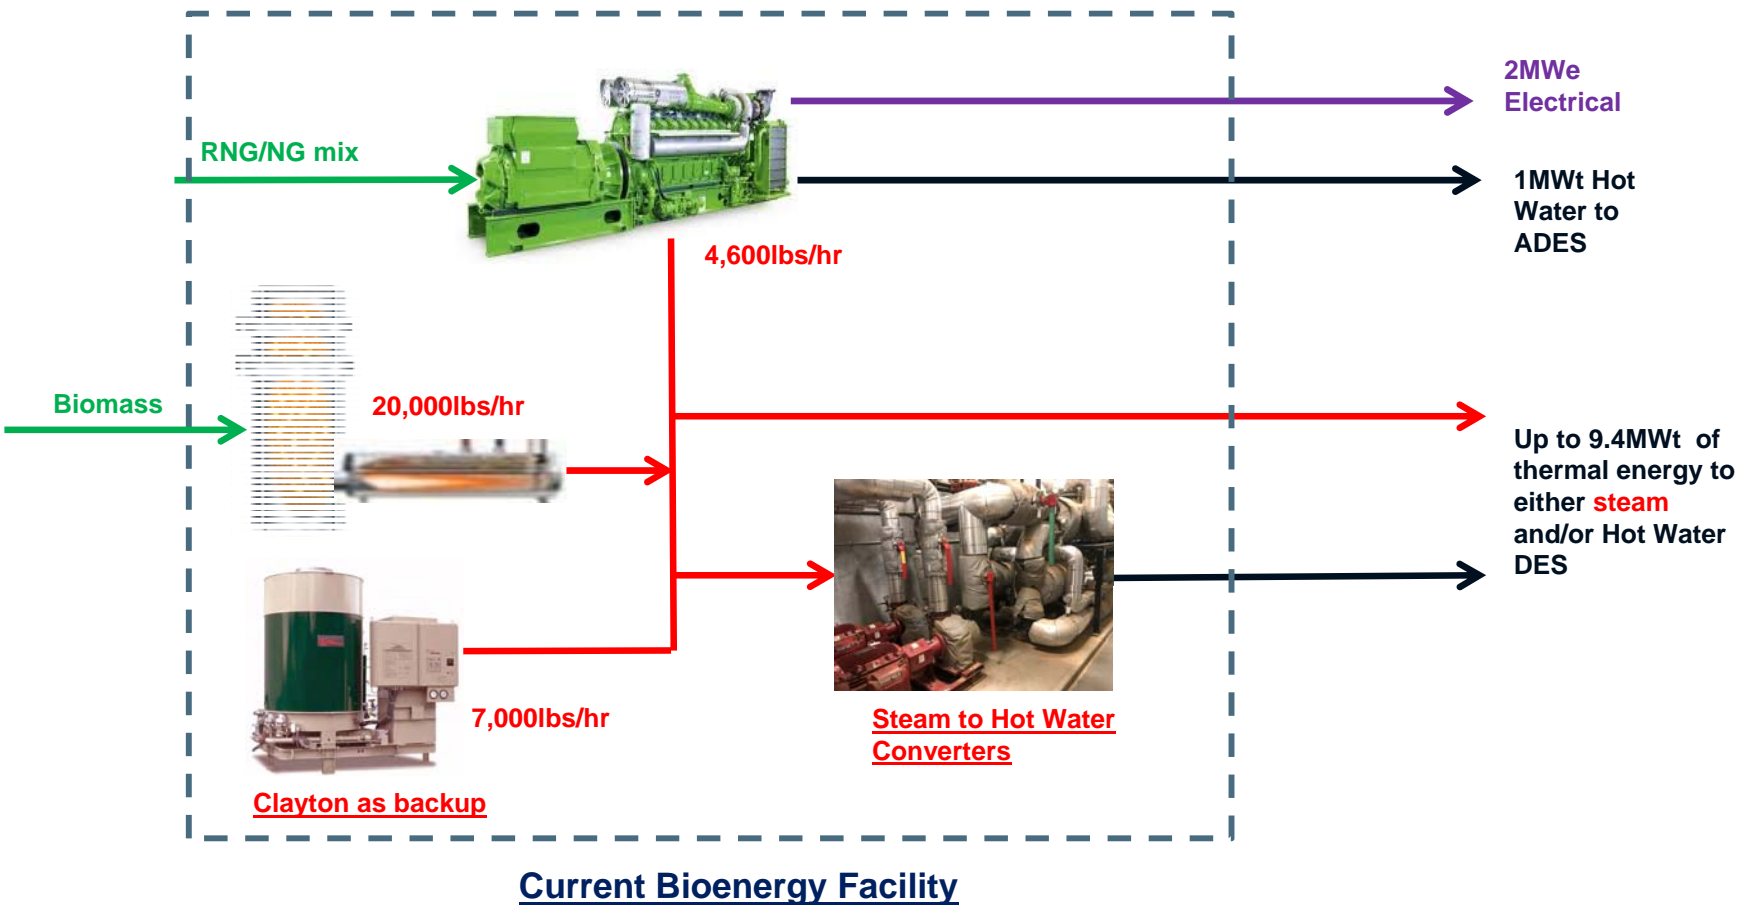 2MWe
Electrical
RNG/NG mix
1MWt Hot
Water to
ADES
4,600lbs/hr
Biomass
20,000lbs/hr
Up to 9.4MWt  of
thermal energy to
either steam
and/or Hot Water
DES
7,000lbs/hr
Steam to Hot Water
Converters
Clayton as backup
Current Bioenergy Facility